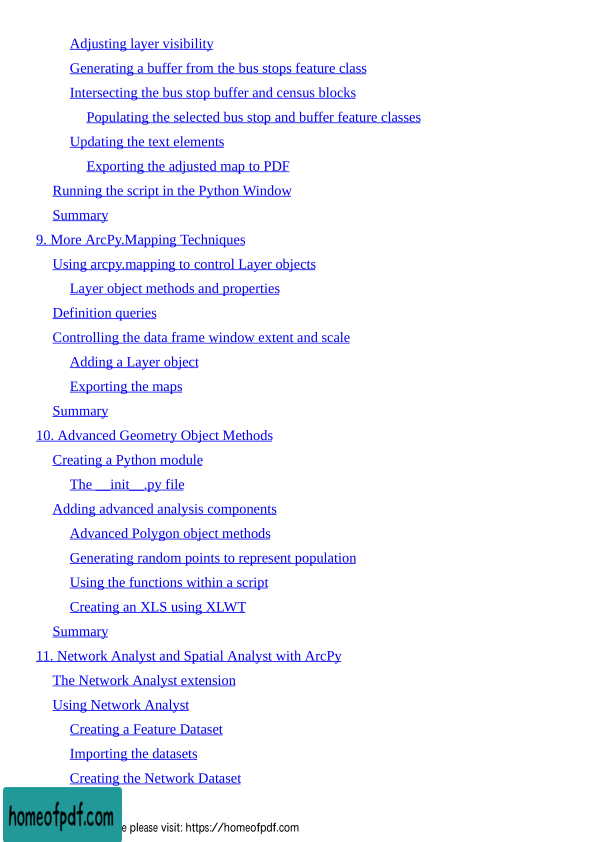 Adjusting layer visibility
Generating a buffer from the bus stops feature class
Intersecting the bus stop buffer and census blocks
Populating the selected bus stop and buffer feature classes
Updating the text elements
Exporting the adjusted map to PDF
Running the script in the Python Window
Summary
9. More ArcPy.Mapping Techniques
Using arcpy.mapping to control Layer objects
Layer object methods and properties
Definition queries
Controlling the data frame window extent and scale
Adding a Layer object
Exporting the maps
Summary
10. Advanced Geometry Object Methods
Creating a Python module
The __init__.py file
Adding advanced analysis components
Advanced Polygon object methods
Generating random points to represent population
Using the functions within a script
Creating an XLS using XLWT
Summary
11. Network Analyst and Spatial Analyst with ArcPy
The Network Analyst extension
Using Network Analyst
Creating a Feature Dataset
Importing the datasets
Creating the Network Dataset
homeofpdf.com
e please visit: https://homeofpdf.com